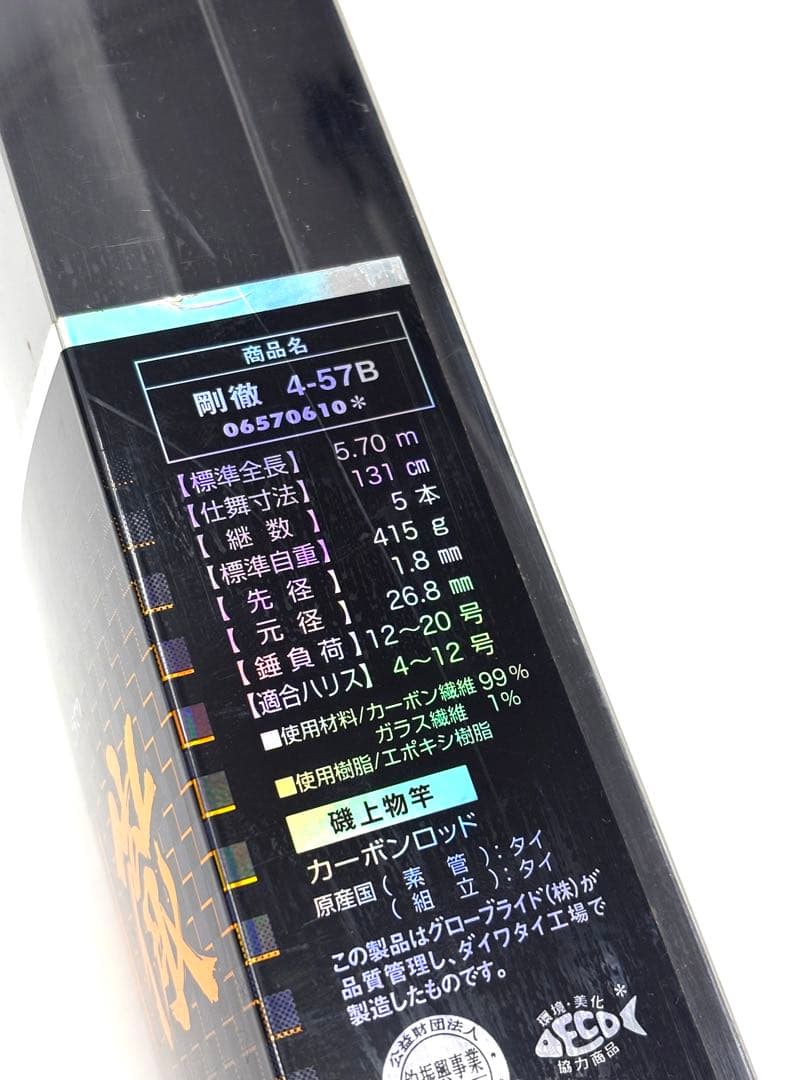 商品名
剛徹 4-57B
06570610*
【標準全長】 5.70 m
【仕舞寸法】 131 cm
【継数】 5 本
【標準自重】 415 g
【先径】 1.8 mm
【元径】 26.8 mm
【錘負荷】12〜20 号
【適合ハリス】 4〜12 号
■使用材料/カーボン繊維 99%
ガラス繊維 1%
■使用樹脂/エポキシ樹脂
磯上物竿
カーボンロッド
原産国(素管):タイ
(組立):タイ
この製品はグローブライド(株)が
品質管理し、ダイワタイ工場で
製造したものです。
公益財団法人
釣振興事業
環境・美化
ECO
協力商品